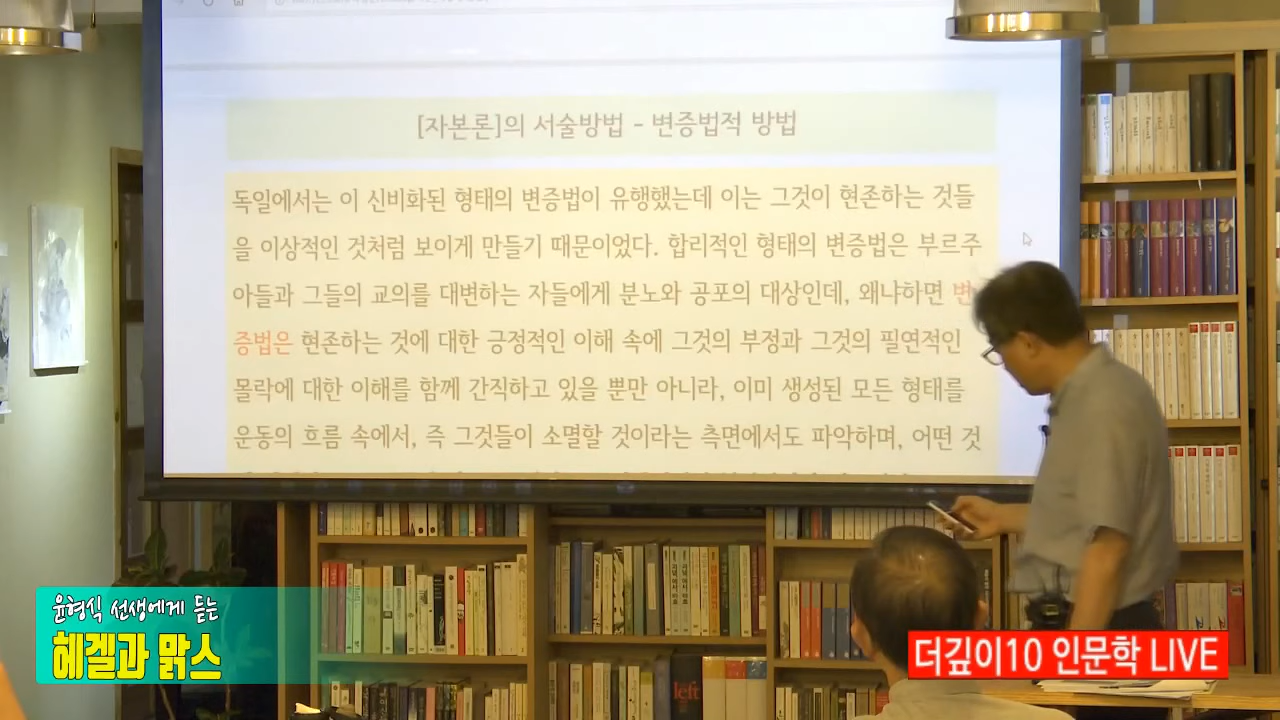 [자본론]의 서술방법 - 변증법적 방법
독일에서는 이 신비화된 형태의 변증법이 유행했는데 이는 그것이 현존하는 것들
을 이상적인 것처럼 보이게 만들기 때문이었다. 합리적인 형태의 변증법은 부르주
아들과 그들의 교의를 대변하는 자들에게 분노와 공포의 대상인데, 왜냐하면 변
증법은 현존하는 것에 대한 긍정적인 이해 속에 그것의 부정과 그것의 필연적인
몰락에 대한 이해를 함께 간직하고 있을 뿐만 아니라, 이미 생성된 모든 형태를
운동의 흐름 속에서, 즉 그것들이 소멸할 것이라는 측면에서도 파악하며, 어떤 것
윤형식 선생에게 듣는
헤겔과 맑스
left
더깊이10 인문학 LIVE